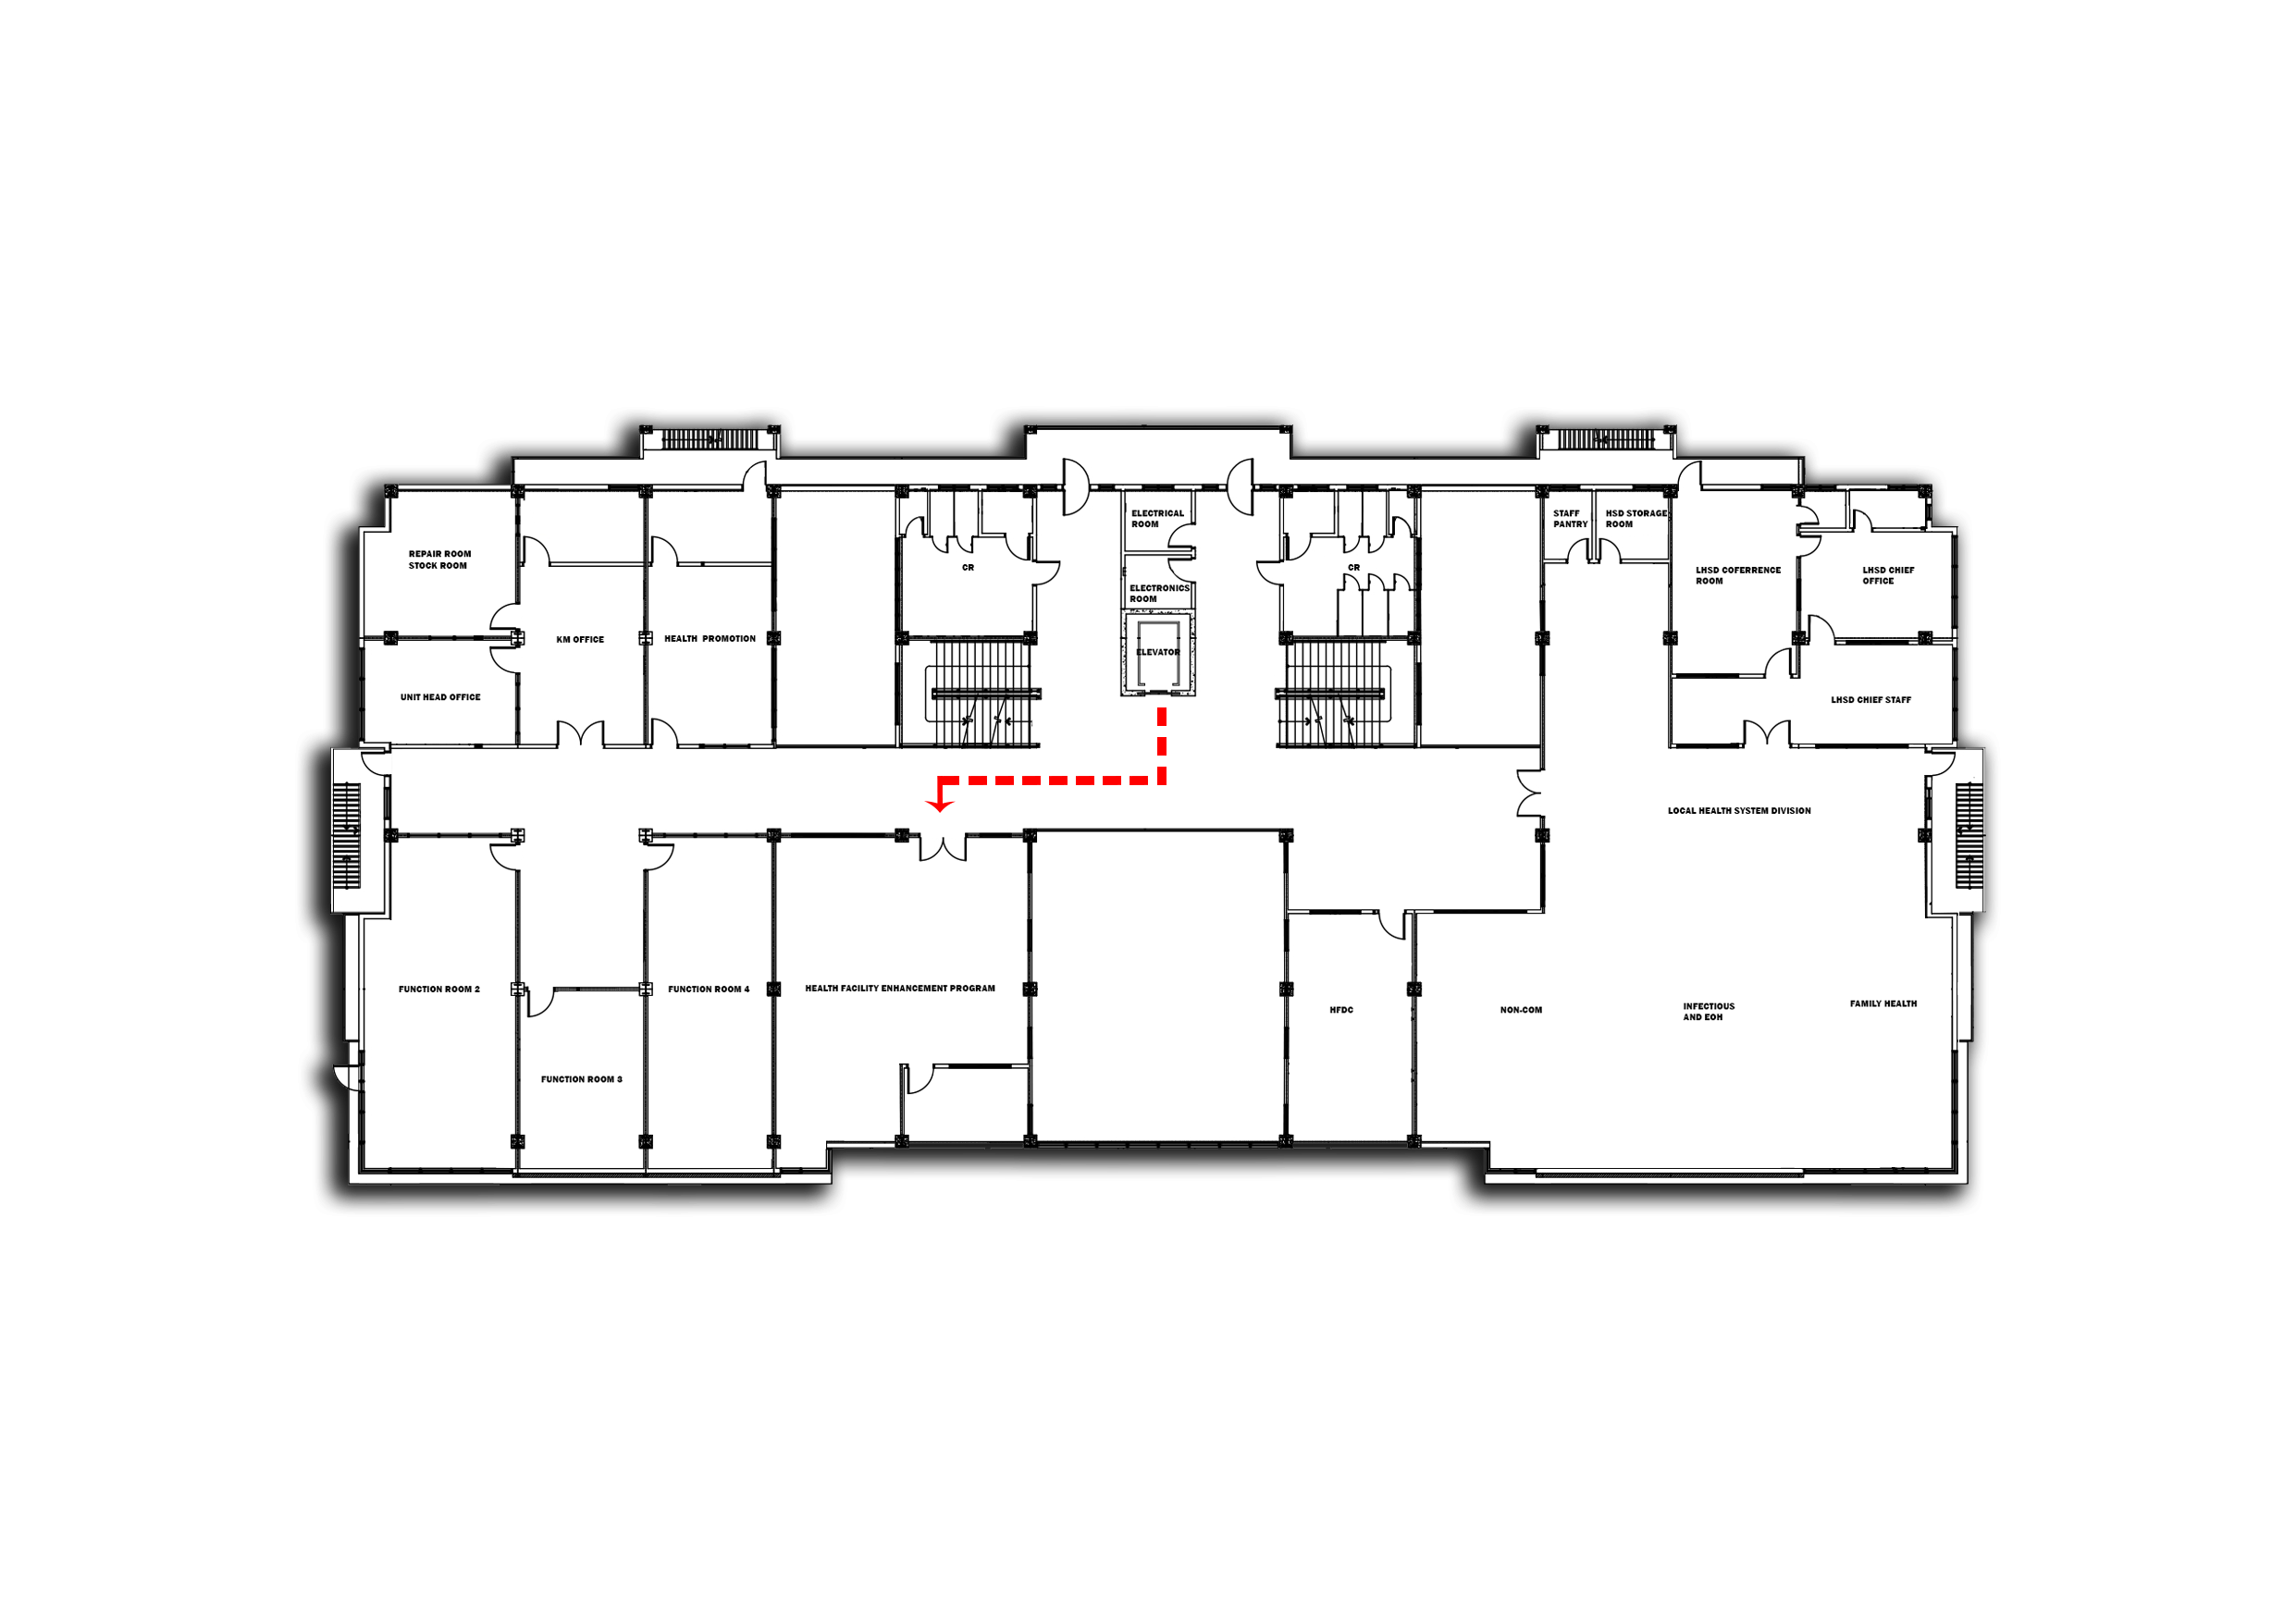 ELECTRICAL
ROOM
STAFF
PANTRY
HSD STORAGE
ROOM
REPAIR ROOM
STOCK ROOM
CR
CR
ELECTRONICS
ROOM
LHSD COFERRENCE
ROOM
LHSD CHIEF
OFFICE
KM OFFICE
HEALTH PROMOTION
ELEVATOR
UNIT HEAD OFFICE
LHSD CHIEF STAFF
LOCAL HEALTH SYSTEM DIVISION
FUNCTION ROOM 2
FUNCTION ROOM 4
HEALTH FACILITY ENHANCEMENT PROGRAM
HFDC
NON-COM
INFECTIOUS
AND EOH
FAMILY HEALTH
FUNCTION ROOM 3